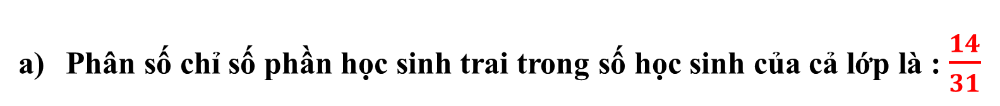 a) Phân số chỉ số phần học sinh trai trong số học sinh của cả lớp là : 14/31